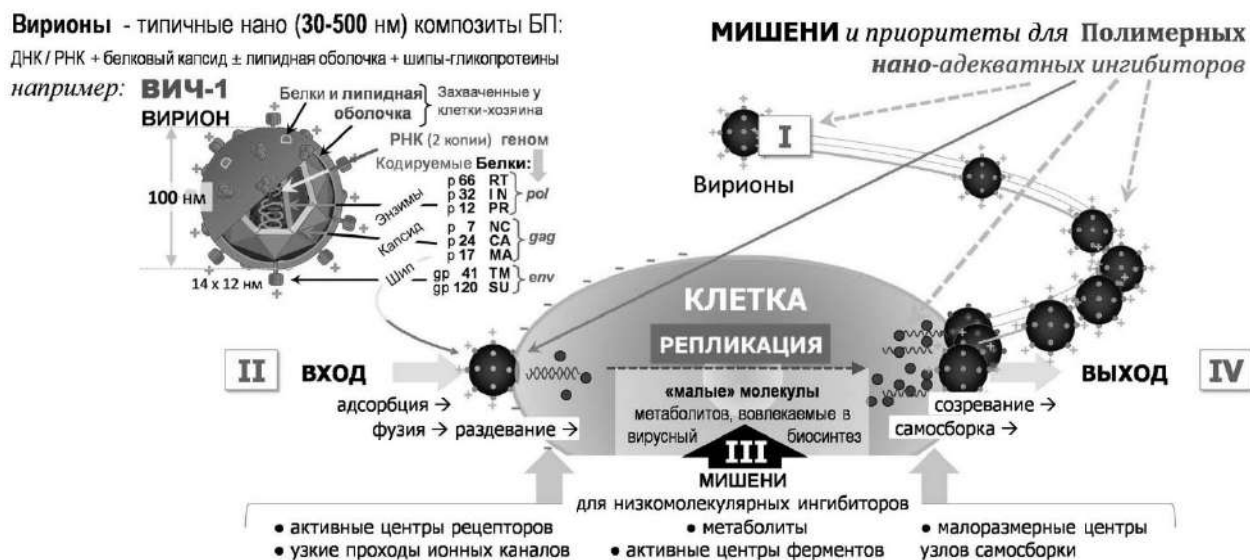 Вирионы - типичные нано (30-500 нм) композиты БП:
ДНК / РНК + белковый капсид ± липидная оболочка + шипы-гликопротеины
например: ВИЧ-1
ВИРИОН
Белки и липидная
оболочка
Захваченные у
клетки-хозяина
РНК (2 копии) геном
Кодируемые Белки:
100 нм
Энзимы
p 66 RT
p 32 IN
p 12 PR
pol
Капсид
p 7 NC
p 24 CA
p 17 MA
gag
Шип
gp 41 TM
gp 120 SU
env
14 x 12 нм
МИШЕНИ и приоритеты для Полимерных
нано-адекватных ингибиторов
I
Вирионы
КЛЕТКА
РЕПЛИКАЦИЯ
II ВХОД
ВЫХОД IV
адсорбция →
фузия → раздевание →
«малые» молекулы
метаболитов, вовлекаемые в
вирусный биосинтез
созревание →
самосборка →
III
МИШЕНИ
для низкомолекулярных ингибиторов
• активные центры рецепторов
• узкие проходы ионных каналов
• метаболиты
• активные центры ферментов
• малоразмерные центры
узлов самосборки